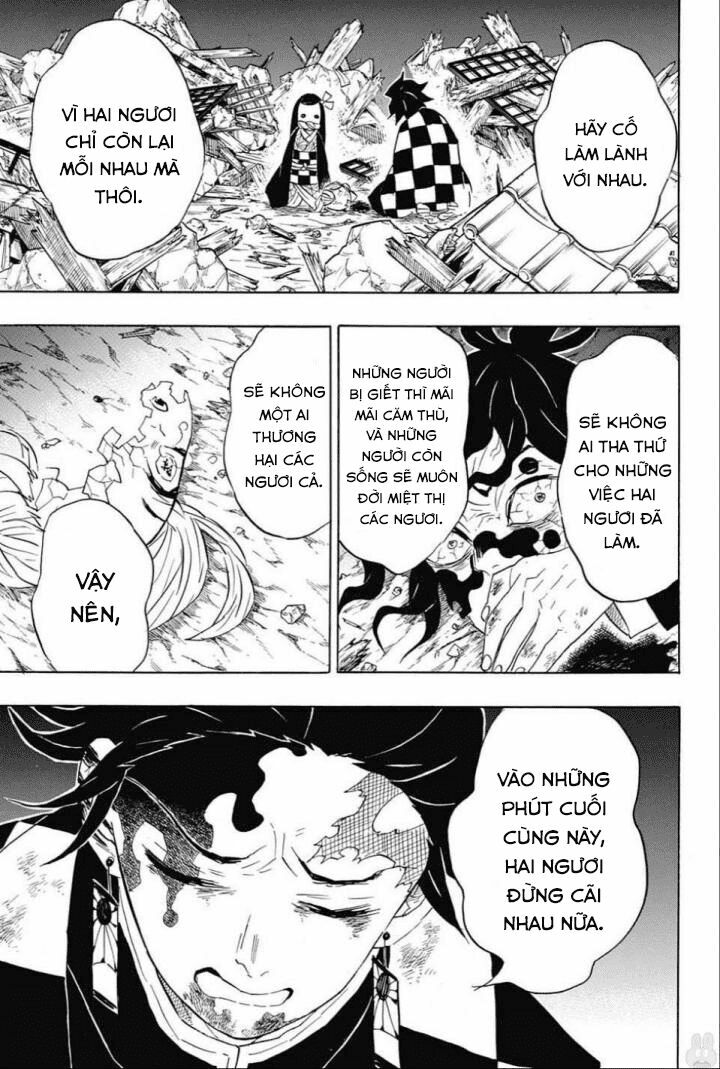 HÃY CỐ
LÀM LÀNH
VỚI NHAU.
VÌ HAI NGƯƠI
CHỈ CÒN LẠI
MỖI NHAU MÀ
THÔI.
SẼ KHÔNG
AI THA THỨ
CHO NHỮNG
VIỆC HAI
NGƯƠI ĐÃ
LÀM.
NHỮNG NGƯỜI
BỊ GIẾT THÌ MÃI
MÃI CĂM THÙ,
VÀ NHỮNG
NGƯỜI CÒN
SỐNG SẼ MUÔN
ĐỜI MIỆT THỊ
CÁC NGƯƠI.
SẼ KHÔNG
MỘT AI
THƯƠNG
HẠI CÁC
NGƯƠI CẢ.
VẬY
NÊN,
VÀO NHỮNG
PHÚT CUỐI
CÙNG NÀY,
HAI NGƯƠI
ĐỪNG CÃI
NHAU NỮA.